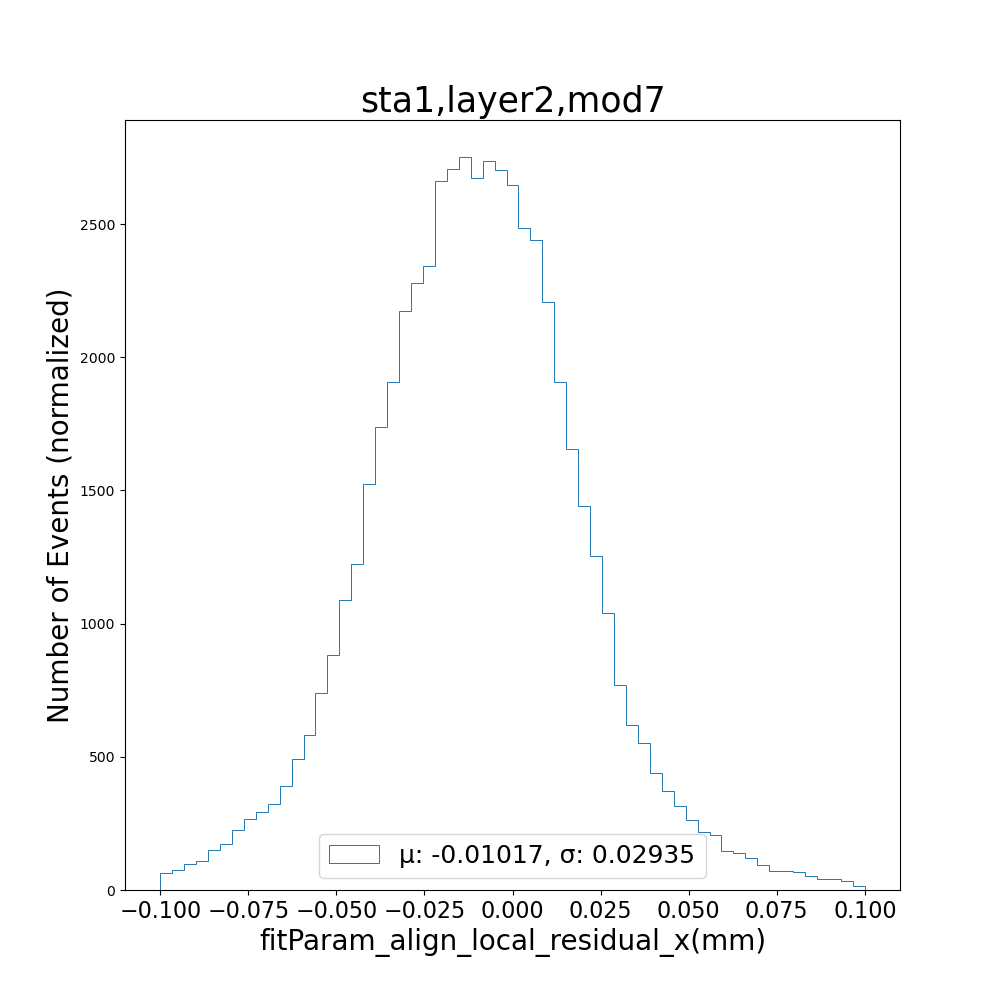 sta1,layer2,mod7
Number of Events (normalized)
2500
2000
1500
1000
500
0
μ: -0.01017, σ: 0.02935
−0.100 −0.075 −0.050 −0.025 0.000 0.025 0.050 0.075 0.100
fitParam_align_local_residual_x(mm)